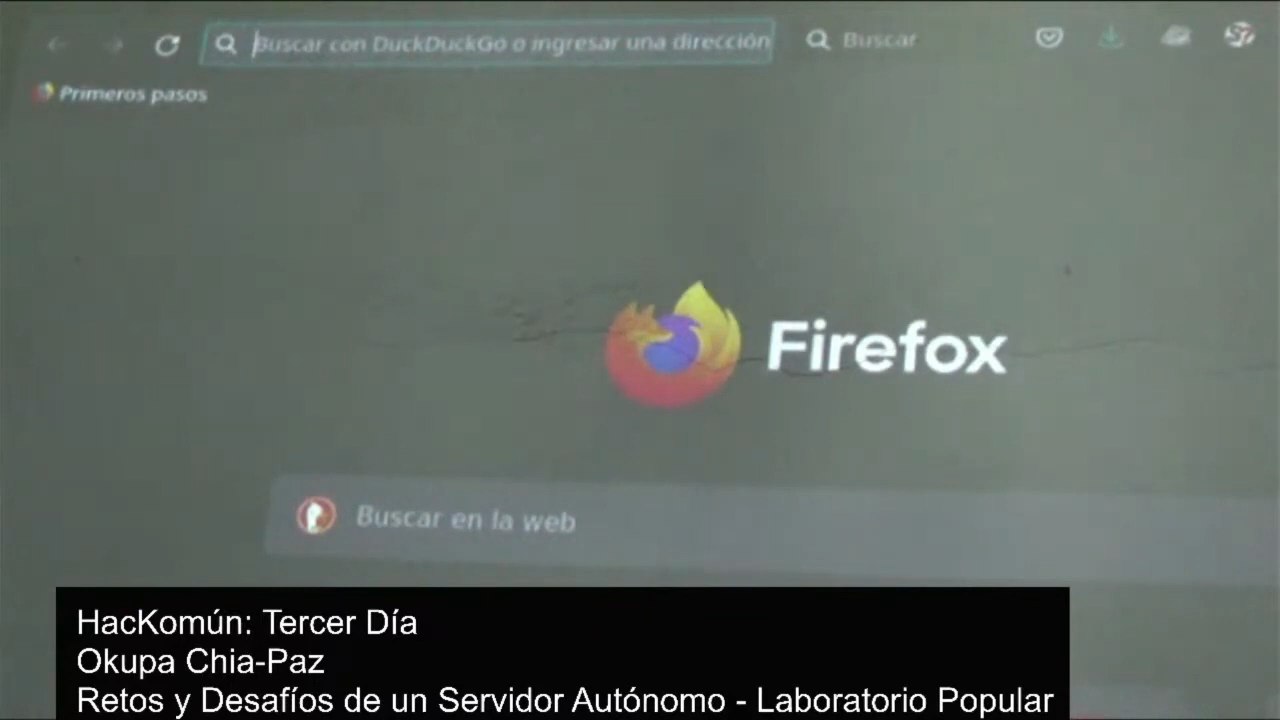 Buscar con DuckDuckGo o ingresar una dirección
Buscar
Primeros pasos
Firefox
Buscar en la web
HacKomún: Tercer Día
Okupa Chia-Paz
Retos y Desafíos de un Servidor Autónomo - Laboratorio Popular